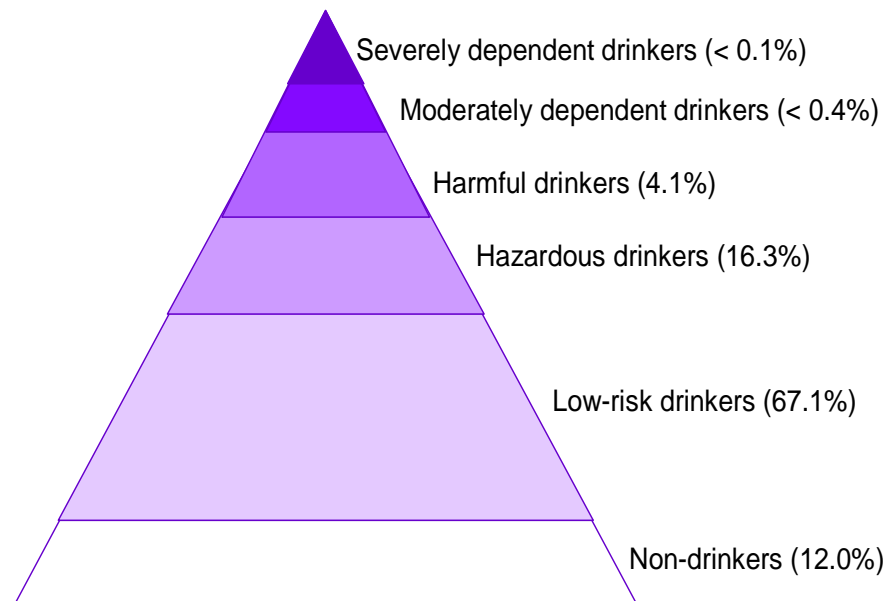 Severely dependent drinkers (< 0.1%)
Moderately dependent drinkers (< 0.4%)
Harmful drinkers (4.1%)
Hazardous drinkers (16.3%)
Low-risk drinkers (67.1%)
Non-drinkers (12.0%)